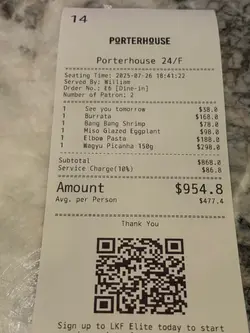 14
PORTERHOUSE
Porterhouse 24/F
Seating Time: 2025-07-26 18:41:22
Served By: William
Order No.: E6 [Dine-in]
Number of Patron: 2
1 See you tomorrow $38.0
1 Burrata $168.0
1 Bang Bang Shrimp $78.0
1 Miso Glazed Eggplant $98.0
1 Elbow Pasta $188.0
1 Wagyu Picanha 150g $298.0
Subtotal $868.0
Service Charge(10%) $86.8
Amount $954.8
Avg. per Person $477.4
Thank You
Sign up to LKF Elite today to start